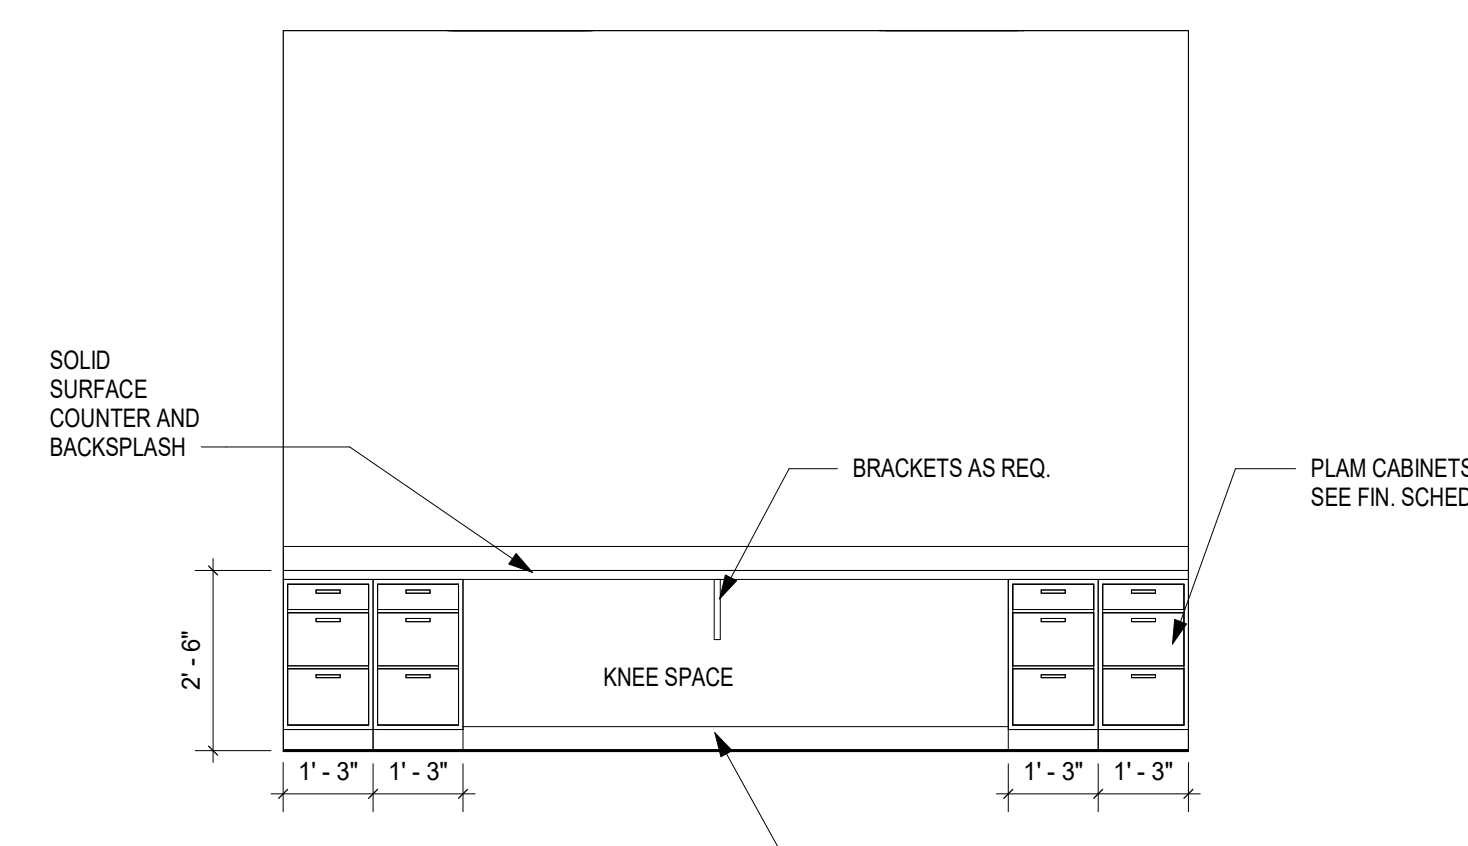 SOLID
SURFACE
COUNTER AND
BACKSPLASH
BRACKETS AS REQ.
PLAM CABINETS
SEE FIN. SCHED
2' - 6"
KNEE SPACE
1' - 3" 1' - 3" 1' - 3" 1' - 3"